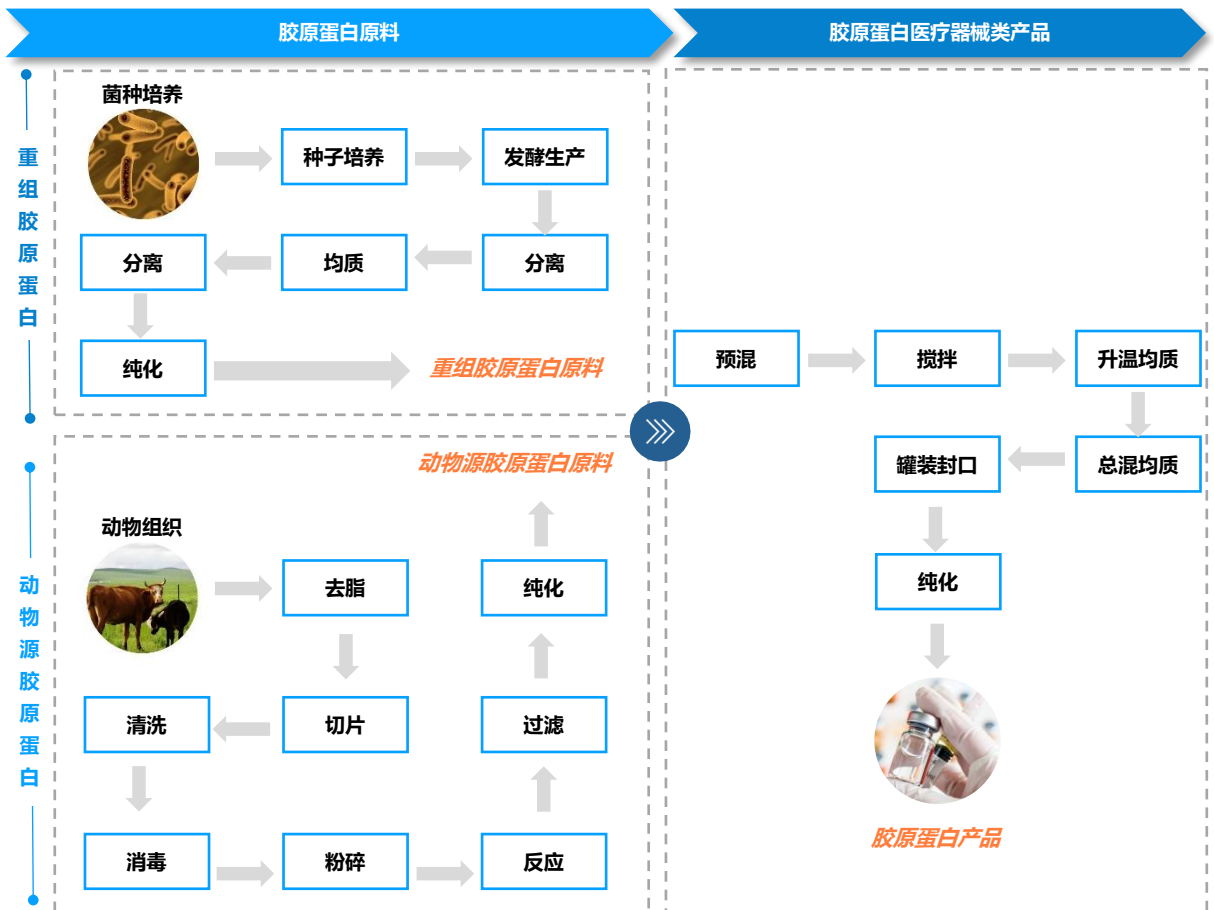 胶原蛋白原料
胶原蛋白医疗器械类产品
重组胶原蛋白
菌种培养
种子培养
发酵生产
分离
均质
分离
纯化
重组胶原蛋白原料
动物源胶原蛋白
动物源胶原蛋白原料
动物组织
去脂
纯化
清洗
切片
过滤
消毒
粉碎
反应
预混
搅拌
升温均质
罐装封口
总混均质
纯化
胶原蛋白产品